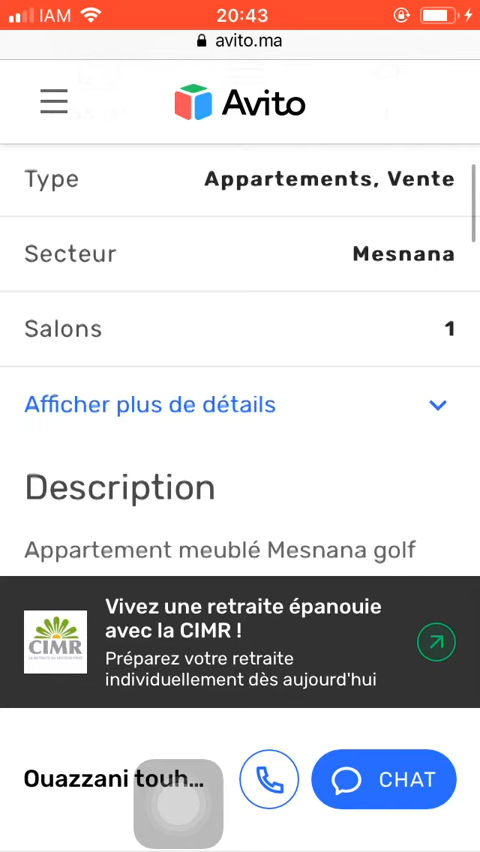 IAM 20:43
avito.ma
Avito
Type Appartements, Vente
Secteur Mesnana
Salons 1
Afficher plus de détails
Description
Appartement meublé Mesnana golf
Vivez une retraite épanouie
avec la CIMR !
CIMR
Préparez votre retraite
individuellement dès aujourd'hui
Ouazzani touh...
CHAT